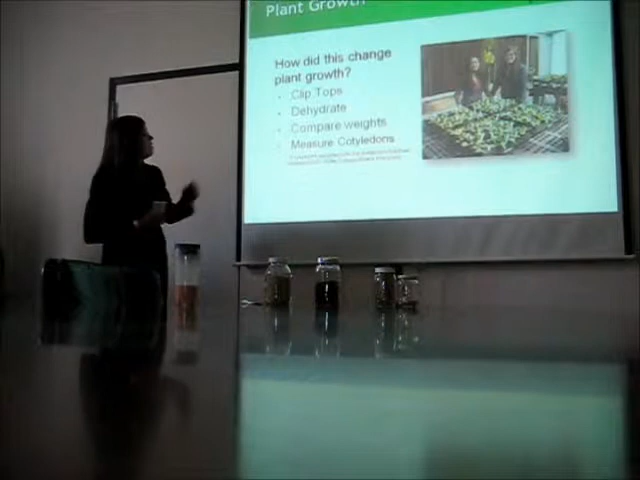 Plant Growth
How did this change
plant growth?
Clip Tops
Dehydrate
Compare weights
Measure Cotyledons